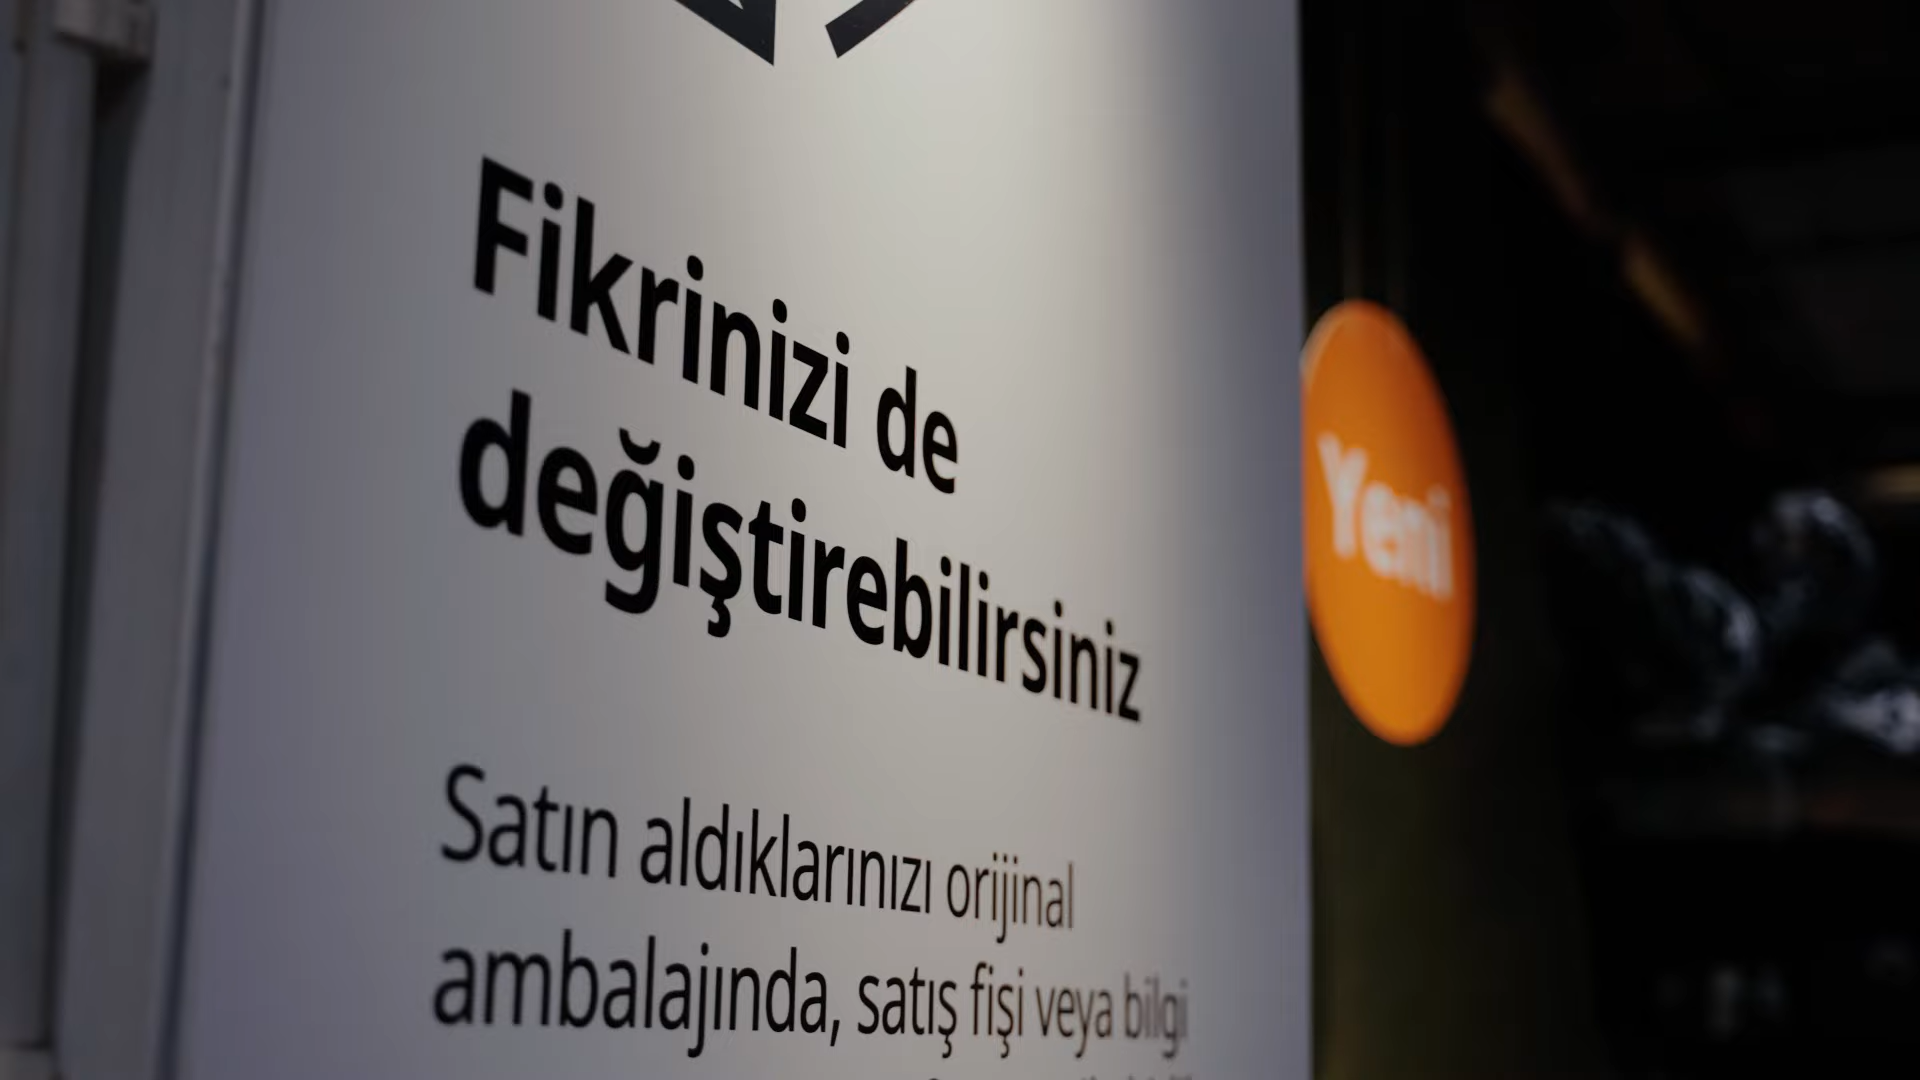 Fikrinizi de
değiştirebilirsiniz
Satın aldıklarınızı orijinal
ambalajında, satış fişi veya bilgi
Yeni